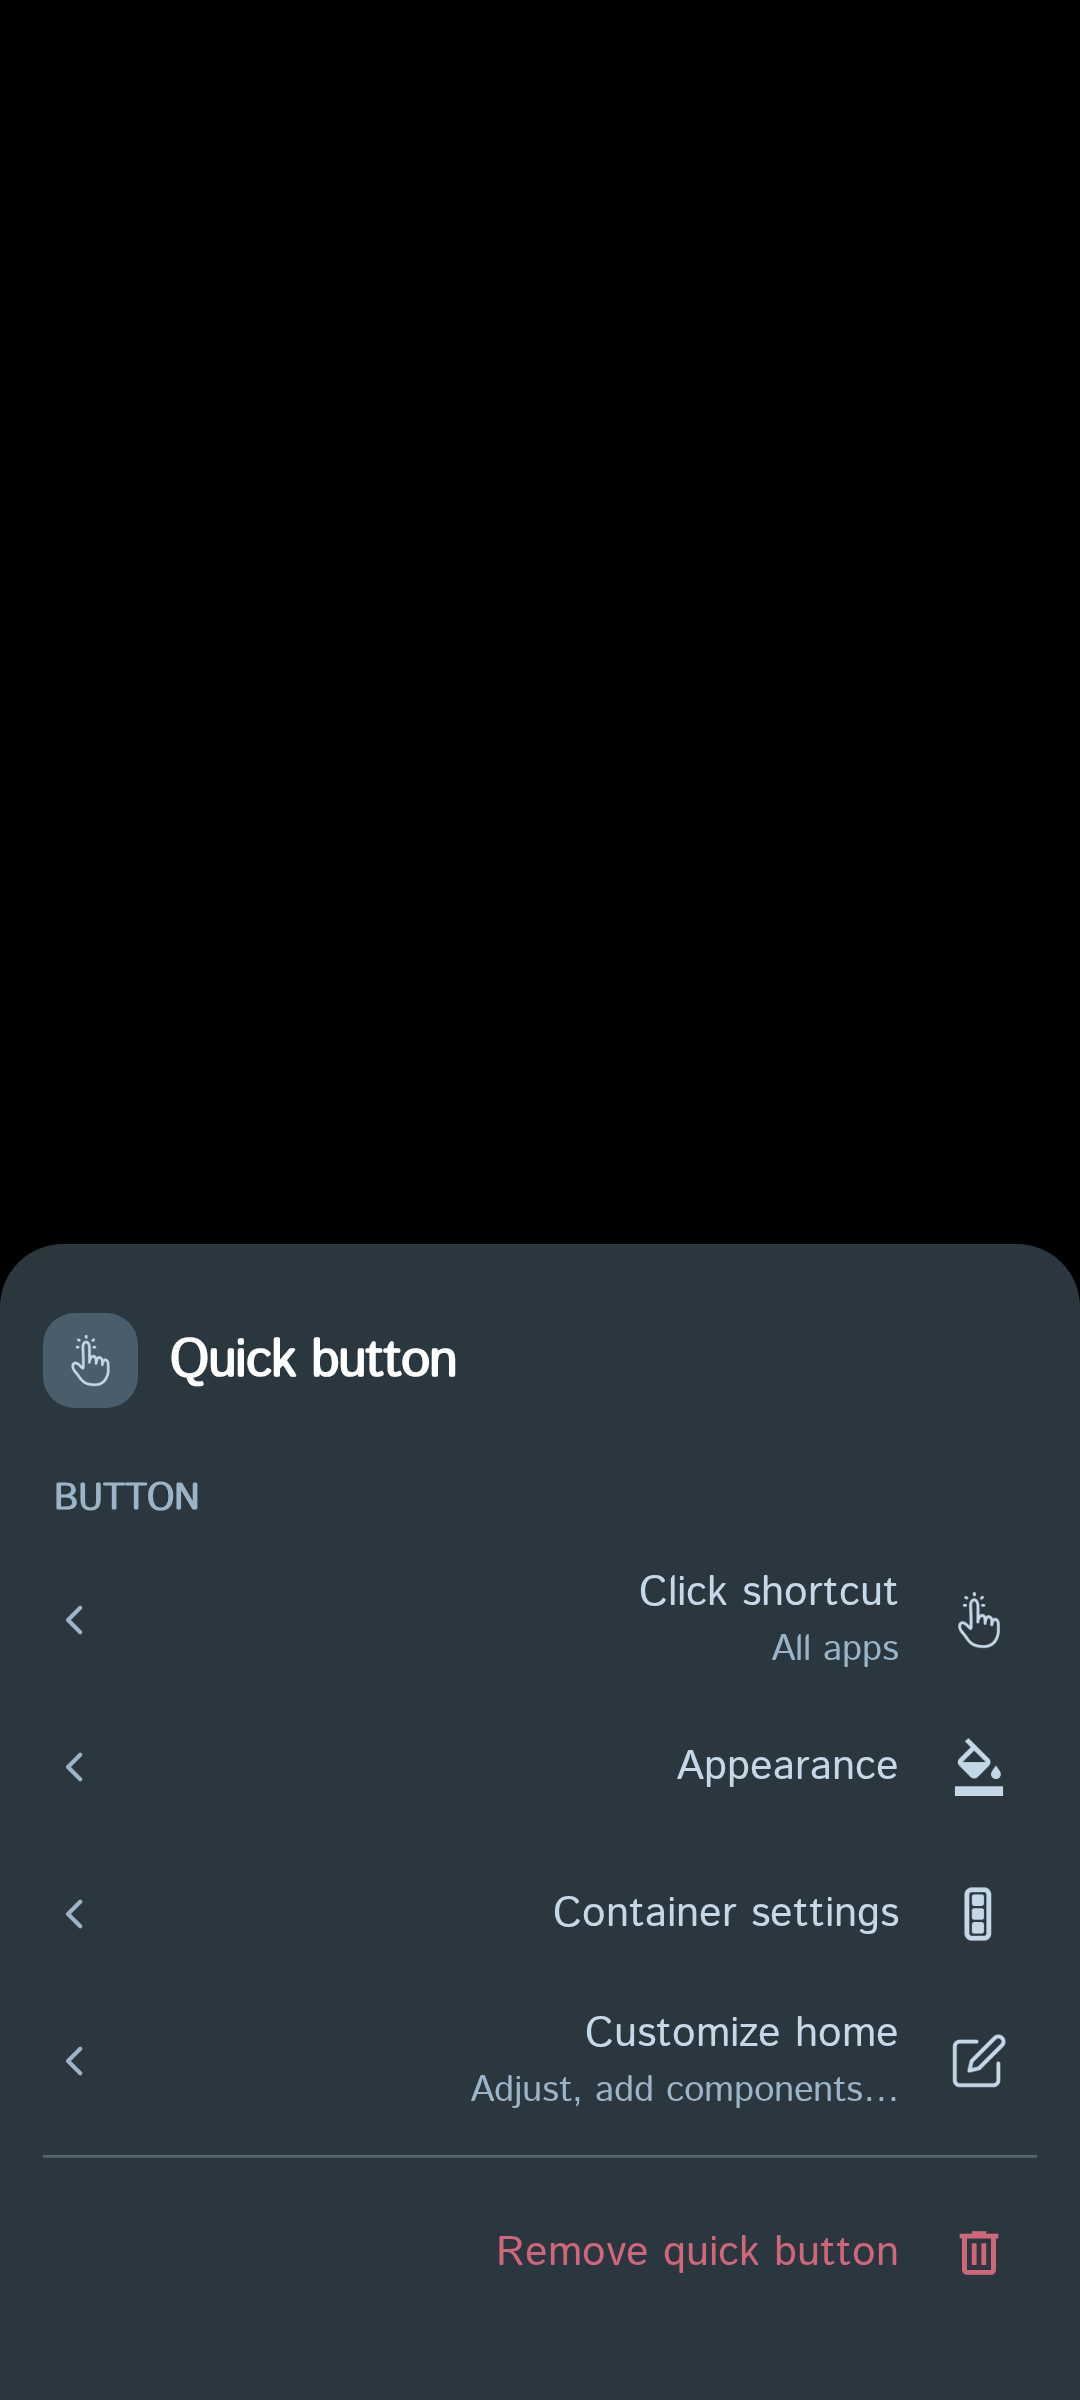 Quick button
BUTTON
Click shortcut
All apps
Appearance
Container settings
Customize home
Adjust, add components...
Remove quick button